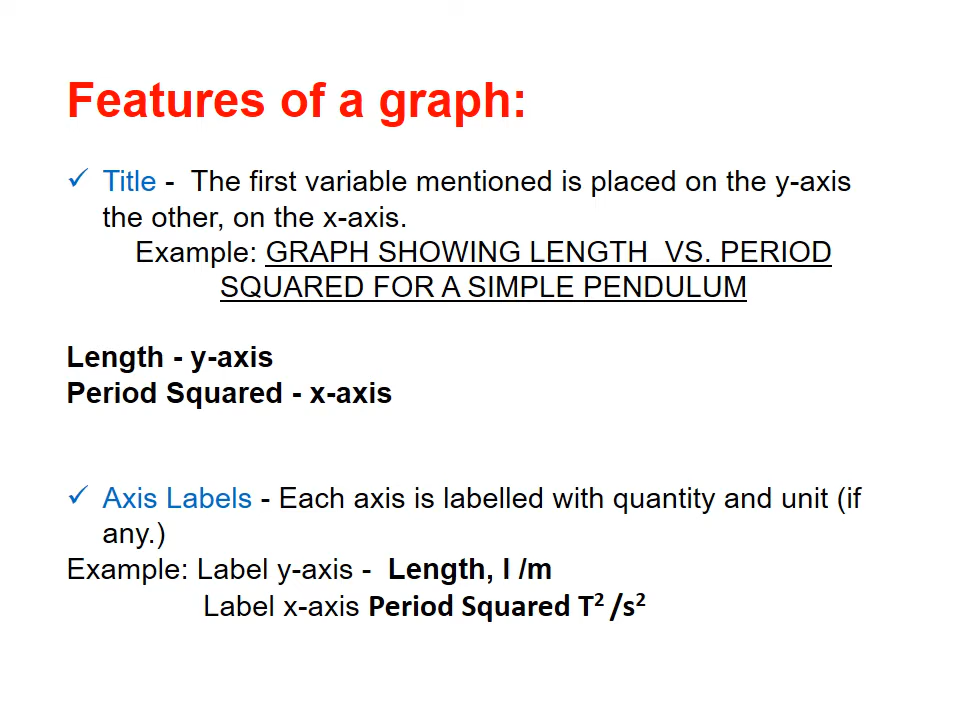 Features of a graph:
✓ Title - The first variable mentioned is placed on the y-axis
the other, on the x-axis.
Example: GRAPH SHOWING LENGTH VS. PERIOD
SQUARED FOR A SIMPLE PENDULUM
Length - y-axis
Period Squared - x-axis
✓ Axis Labels - Each axis is labelled with quantity and unit (if
any.)
Example: Label y-axis - Length, l /m
Label x-axis Period Squared T² /s²